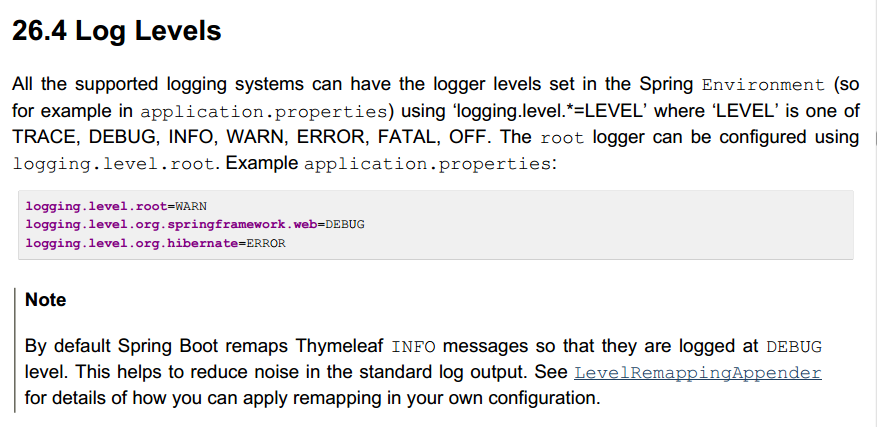 26.4 Log Levels
All the supported logging systems can have the logger levels set in the Spring Environment (so
for example in application.properties) using ‘logging.level.*=LEVEL’ where ‘LEVEL’ is one of
TRACE, DEBUG, INFO, WARN, ERROR, FATAL, OFF. The root logger can be configured using
logging.level.root. Example application.properties:
logging.level.root=WARN
logging.level.org.springframework.web=DEBUG
logging.level.org.hibernate=ERROR
Note
By default Spring Boot remaps Thymeleaf INFO messages so that they are logged at DEBUG
level. This helps to reduce noise in the standard log output. See LevelRemappingAppender
for details of how you can apply remapping in your own configuration.